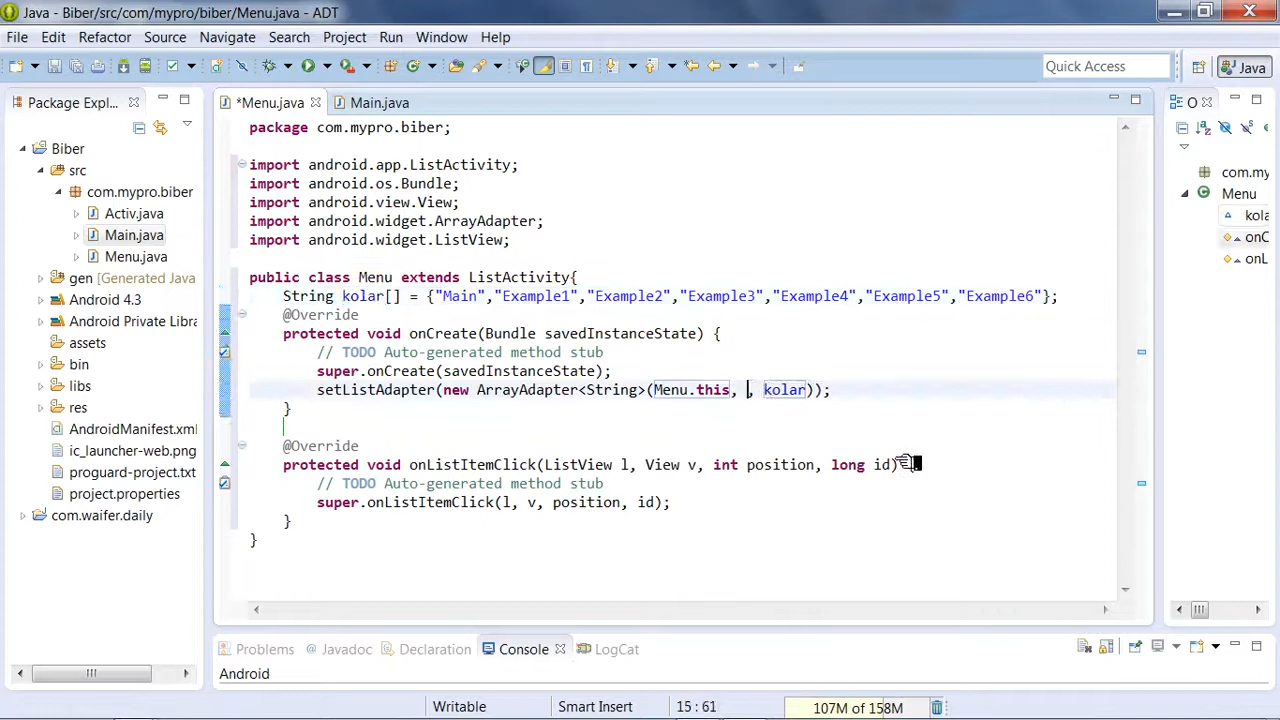 Java - Biber/src/com/mypro/biber/Menu.java - ADT
File Edit Refactor Source Navigate Search Project Run Window Help
Quick Access
Java
Package Expl...
*Menu.java
Main.java
O
Biber
src
com.mypro.biber
Activ.java
Main.java
Menu.java
gen [Generated Java
Android 4.3
Android Private Libra
assets
bin
libs
res
AndroidManifest.xml
ic_launcher-web.png
proguard-project.txt
project.properties
com.waifer.daily
package com.mypro.biber;
import android.app.ListActivity;
import android.os.Bundle;
import android.view.View;
import android.widget.ArrayAdapter;
import android.widget.ListView;
public class Menu extends ListActivity{
String kolar[] = {"Main","Example1","Example2","Example3","Example4","Example5","Example6"};
@Override
protected void onCreate(Bundle savedInstanceState) {
// TODO Auto-generated method stub
super.onCreate(savedInstanceState);
setListAdapter(new ArrayAdapter<String>(Menu.this, , kolar));
}
@Override
protected void onListItemClick(ListView l, View v, int position, long id)
// TODO Auto-generated method stub
super.onListItemClick(l, v, position, id);
}
}
com.my
Menu
kola
onC
onL
Problems
Javadoc
Declaration
Console
LogCat
Android
Writable
Smart Insert
15 : 61
107M of 158M